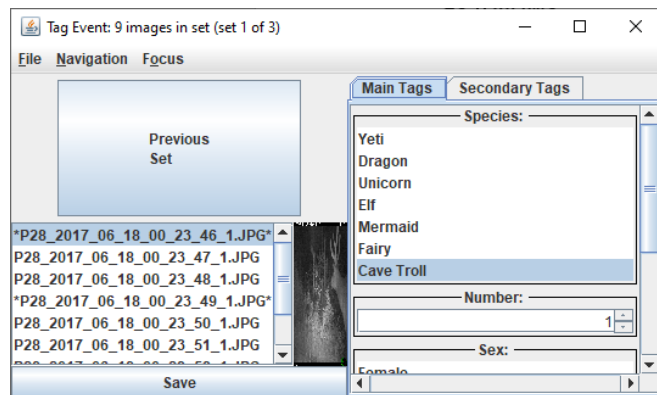 Tag Event: 9 images in set (set 1 of 3)
File Navigation Focus
Previous
Set
*P28_2017_06_18_00_23_46_1.JPG*
P28_2017_06_18_00_23_47_1.JPG
P28_2017_06_18_00_23_48_1.JPG
*P28_2017_06_18_00_23_49_1.JPG*
P28_2017_06_18_00_23_50_1.JPG
P28_2017_06_18_00_23_51_1.JPG
Save
Main Tags Secondary Tags
Species:
Yeti
Dragon
Unicorn
Elf
Mermaid
Fairy
Cave Troll
Number:
1
Sex:
Female